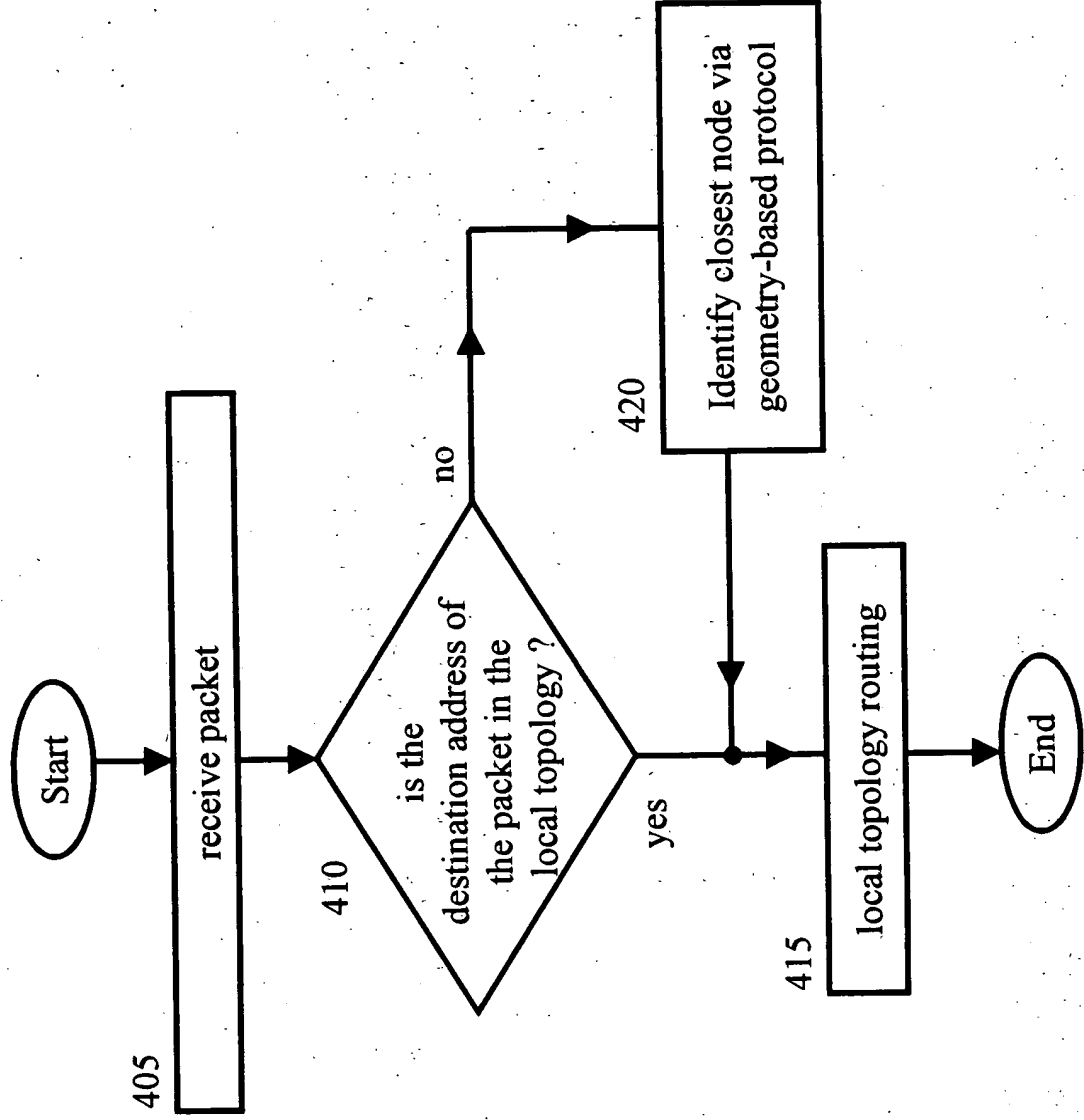 Start
405
receive packet
410
is the
destination address of
the packet in the
local topology ?
no
yes
420
Identify closest node via
geometry-based protocol
415
local topology routing
End